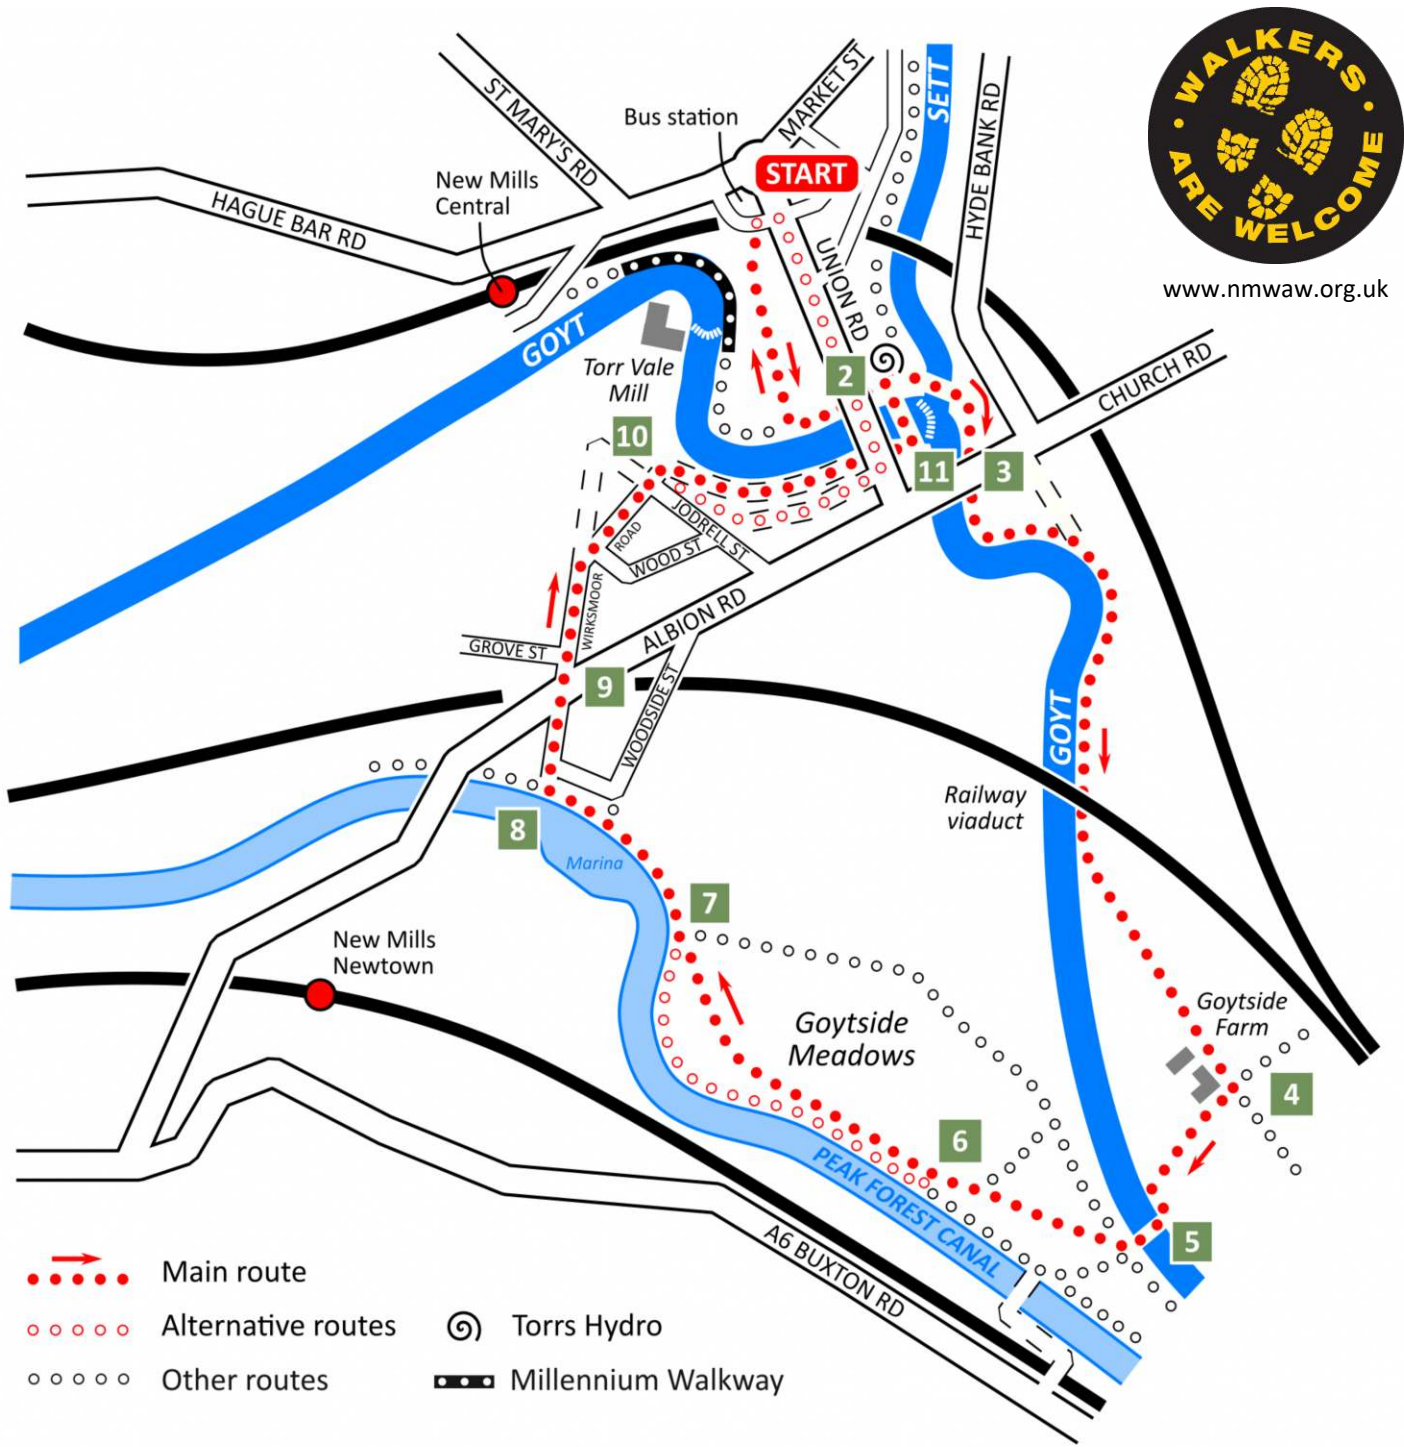 WALKERS
ARE WELCOME
www.nmwaw.org.uk
SETT
MARKET ST
ST MARY'S RD
Bus station
START
HYDE BANK RD
New Mills
Central
HAGUE BAR RD
UNION RD
GOYT
Torr Vale
Mill
2
CHURCH RD
10
11
3
JODRELL ST
ROAD
WOOD ST
WIRKSMOOR
ALBION RD
GROVE ST
9
WOODSIDE ST
GOYT
Railway
viaduct
8
Marina
7
New Mills
Newtown
Goytside
Farm
Goytside
Meadows
4
6
PEAK FOREST CANAL
5
A6 BUXTON RD
Main route
Alternative routes
Torrs Hydro
Other routes
Millennium Walkway